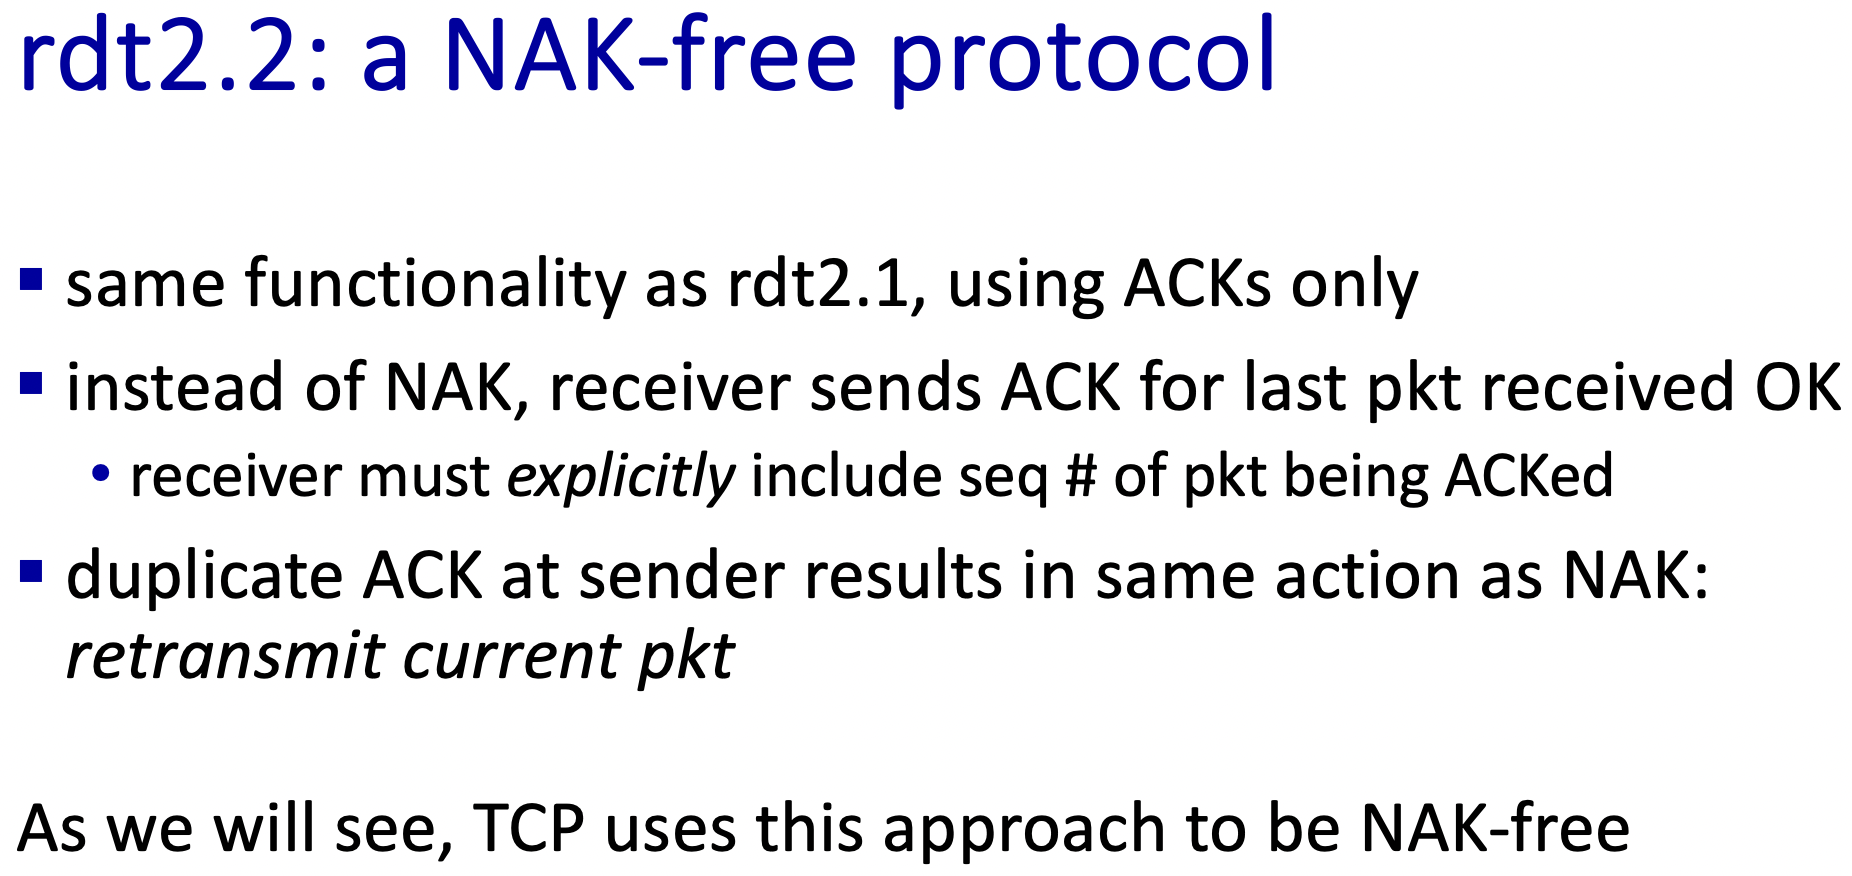 rdt2.2: a NAK-free protocol
▪ same functionality as rdt2.1, using ACKs only
▪ instead of NAK, receiver sends ACK for last pkt received OK
• receiver must explicitly include seq # of pkt being ACKed
▪ duplicate ACK at sender results in same action as NAK:
retransmit current pkt
As we will see, TCP uses this approach to be NAK-free